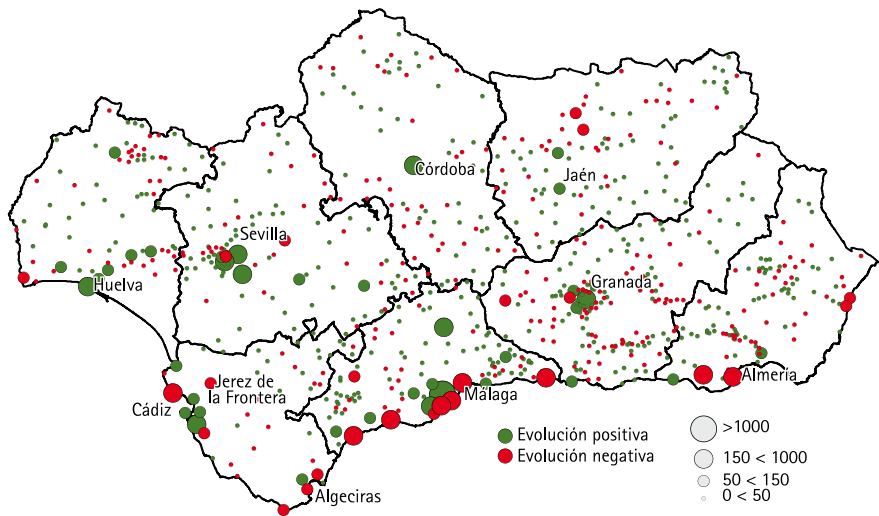 Córdoba
Jaén
Sevilla
Huelva
Granada
Jerez de
la Frontera
Cádiz
Málaga
Almería
Algeciras
Evolución positiva
Evolución negativa
>1000
150 < 1000
50 < 150
0 < 50